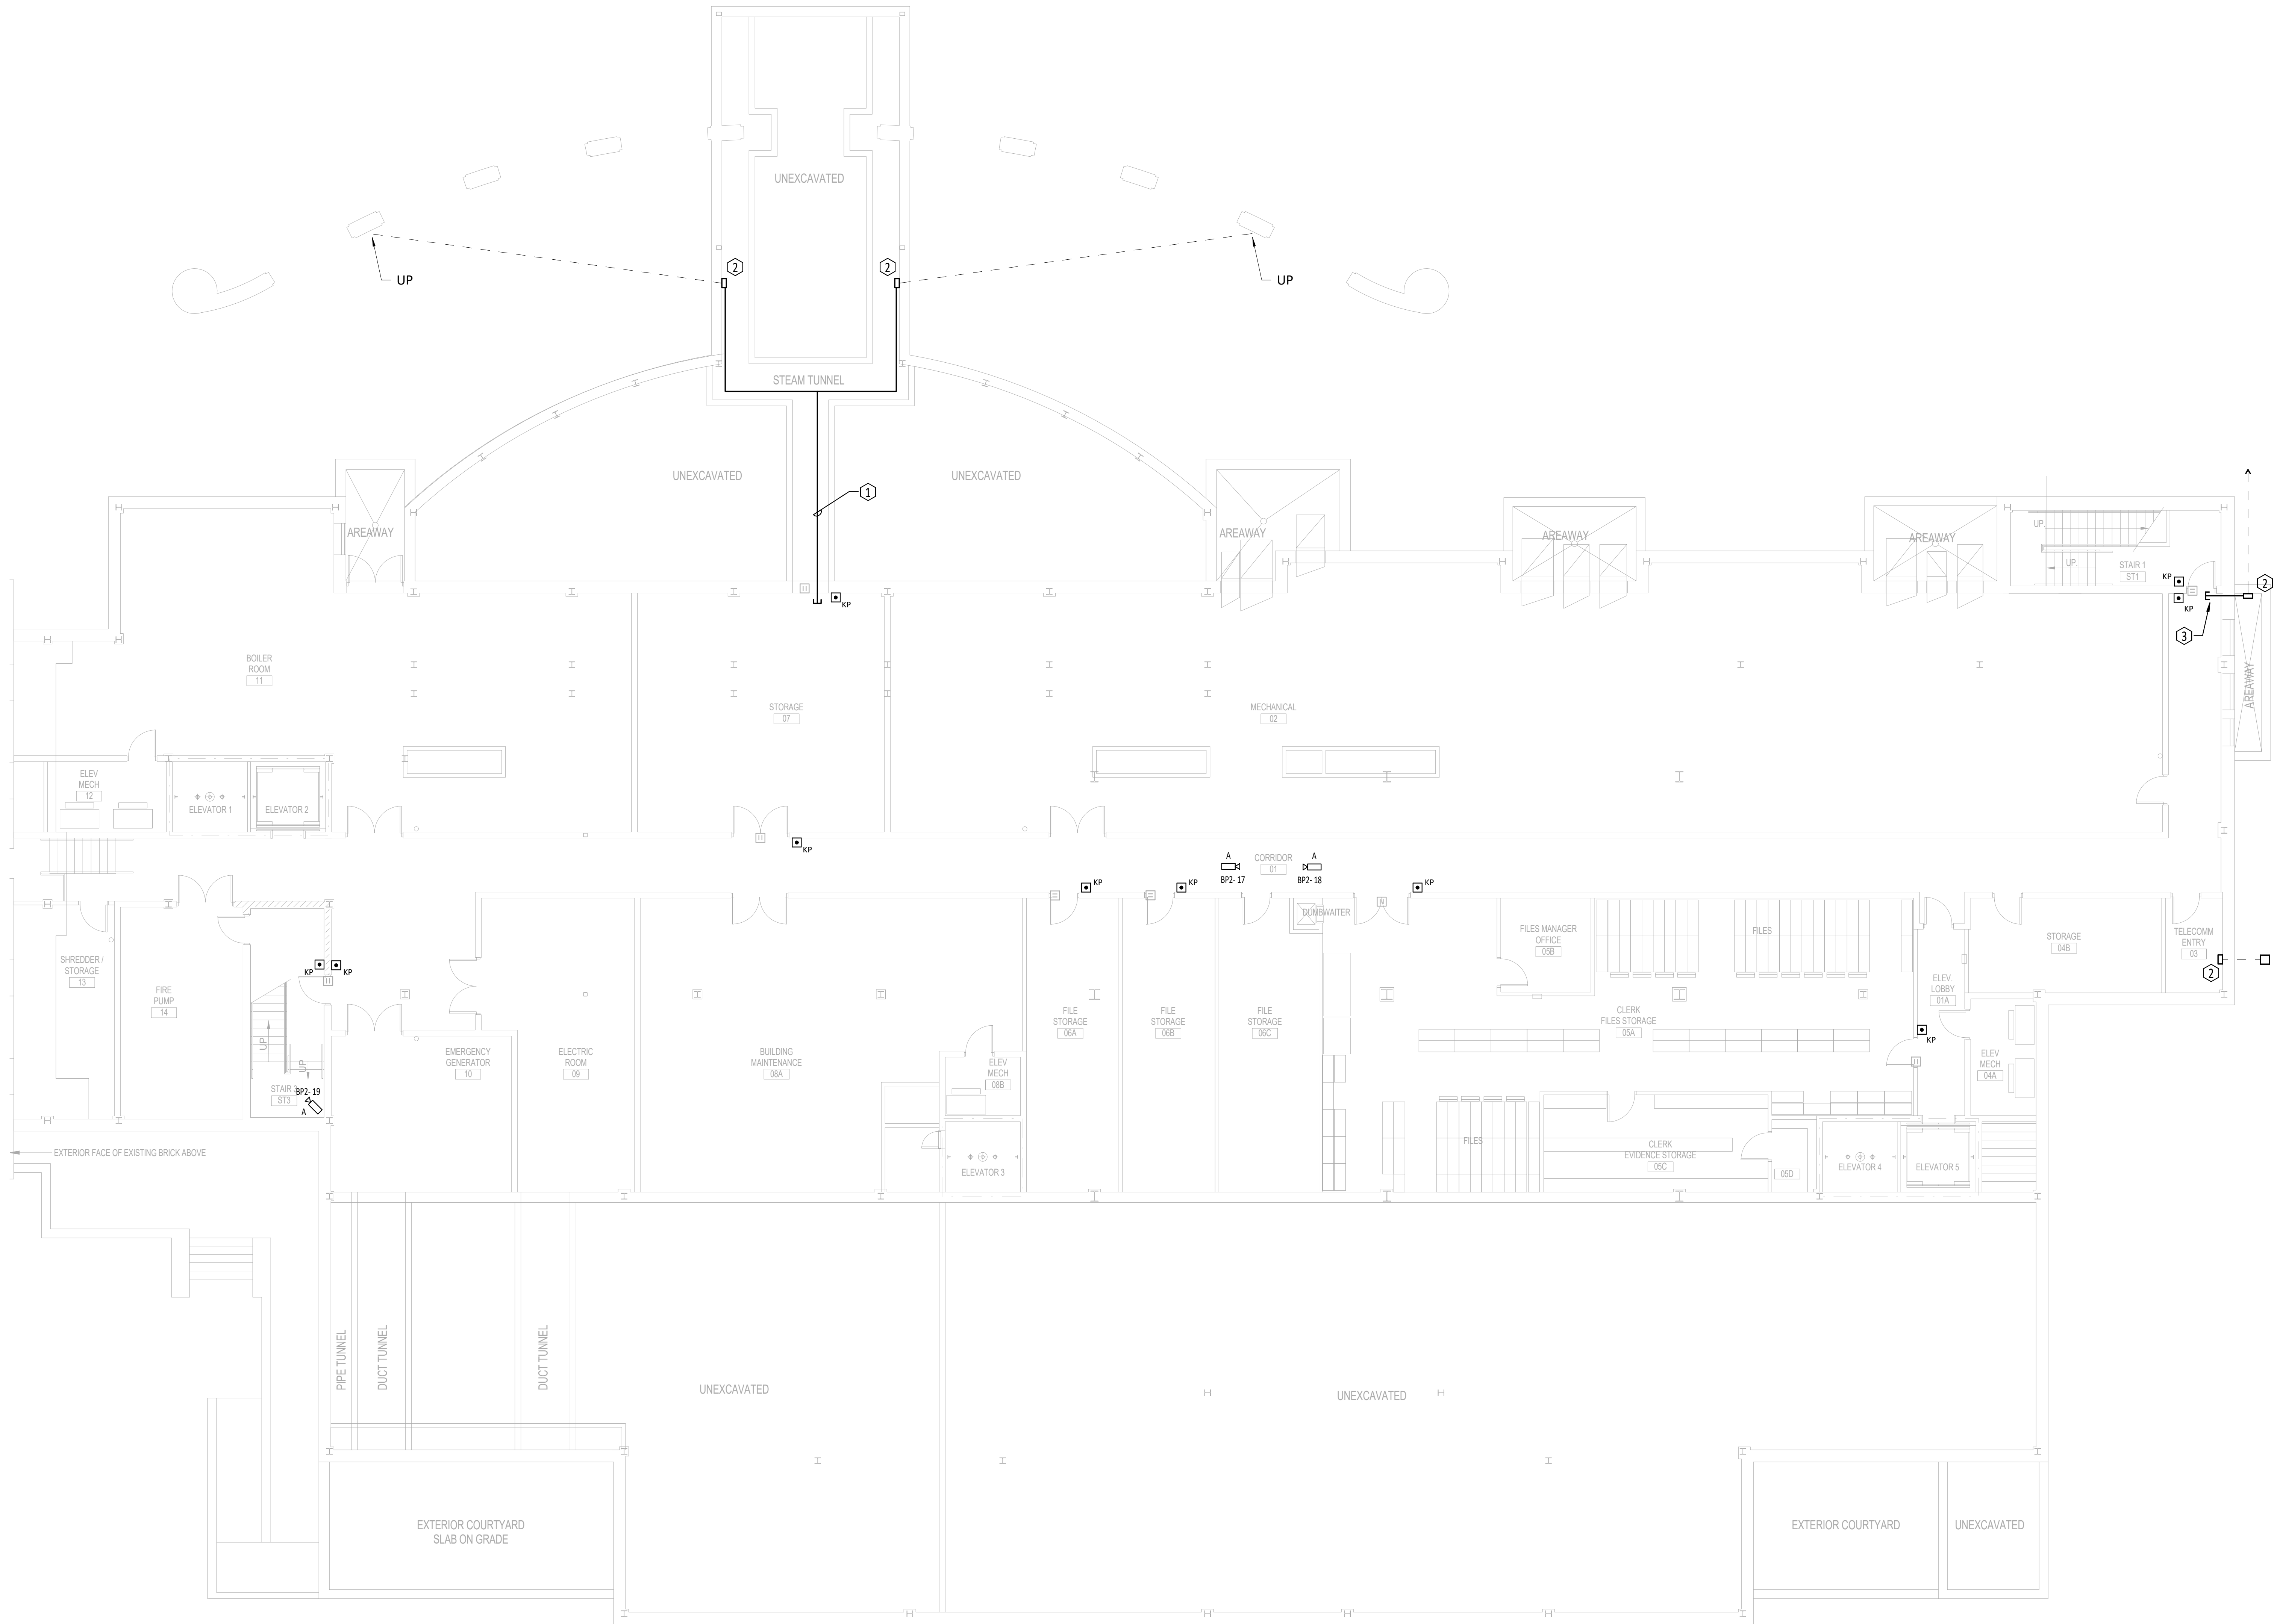 UNEXCAVATED
2
2
UP
UP
STEAM TUNNEL
UNEXCAVATED
UNEXCAVATED
1
AREAWAY
AREAWAY
AREAWAY
AREAWAY
UP
UP
STAIR 1
ST1
KP
KP
KP
2
3
AREAWAY
BOILER
ROOM
11
STORAGE
07
MECHANICAL
02
ELEV
MECH
12
ELEVATOR 1
ELEVATOR 2
KP
A
BP2- 17
CORRIDOR
01
A
BP2- 18
KP
KP
KP
DUMBWAITER
FILES MANAGER
OFFICE
05B
FILES
STORAGE
04B
TELECOMM
ENTRY
03
2
SHREDDER /
STORAGE
13
FIRE
PUMP
14
KP
KP
ELEV.
LOBBY
01A
FILE
STORAGE
06A
FILE
STORAGE
06B
FILE
STORAGE
06C
CLERK
FILES STORAGE
05A
KP
UP
UP
EMERGENCY
GENERATOR
10
ELECTRIC
ROOM
09
BUILDING
MAINTENANCE
08A
ELEV
MECH
08B
ELEV
MECH
04A
STAIR
ST3
BP2- 19
A
EXTERIOR FACE OF EXISTING BRICK ABOVE
ELEVATOR 3
FILES
CLERK
EVIDENCE STORAGE
05C
05D
ELEVATOR 4
ELEVATOR 5
PIPE TUNNEL
DUCT TUNNEL
DUCT TUNNEL
UNEXCAVATED
UNEXCAVATED
EXTERIOR COURTYARD
SLAB ON GRADE
EXTERIOR COURTYARD
UNEXCAVATED